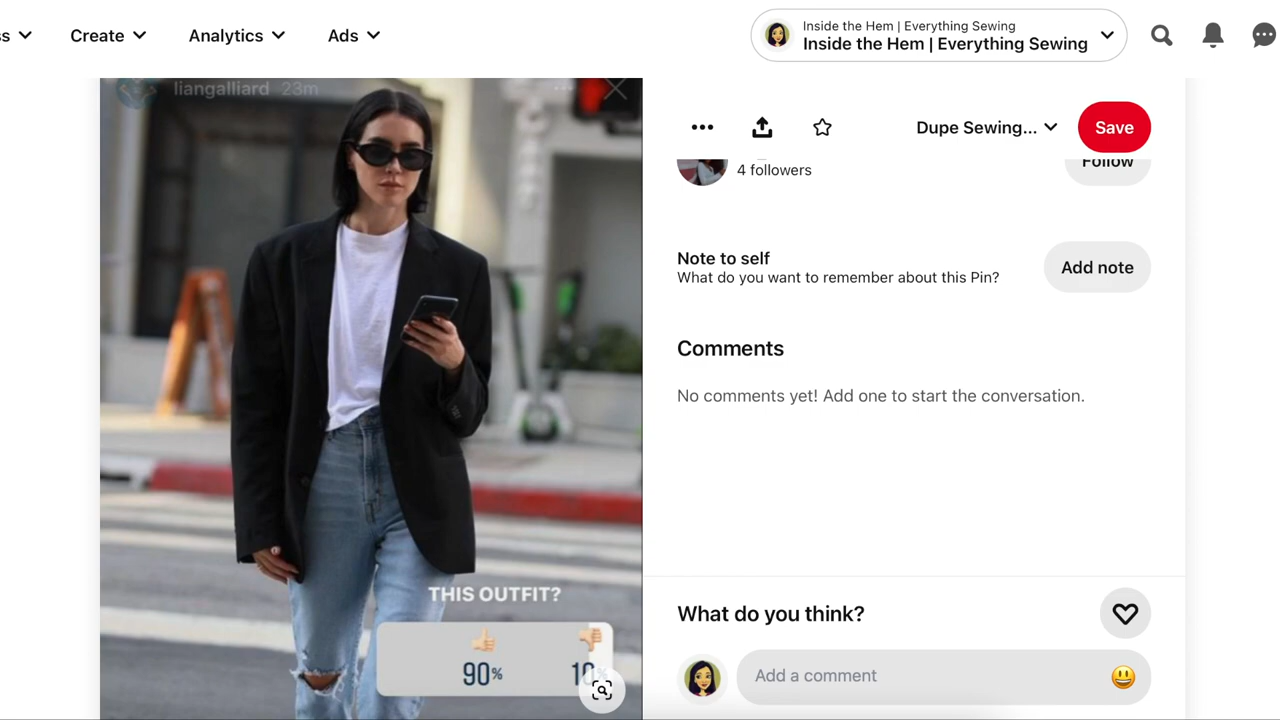 ss
Create
Analytics
Ads
Inside the Hem | Everything Sewing
Inside the Hem | Everything Sewing
liangalliard 23m
Dupe Sewing...
Save
4 followers
Follow
Note to self
What do you want to remember about this Pin?
Add note
Comments
No comments yet! Add one to start the conversation.
THIS OUTFIT?
90% 10%
What do you think?
Add a comment